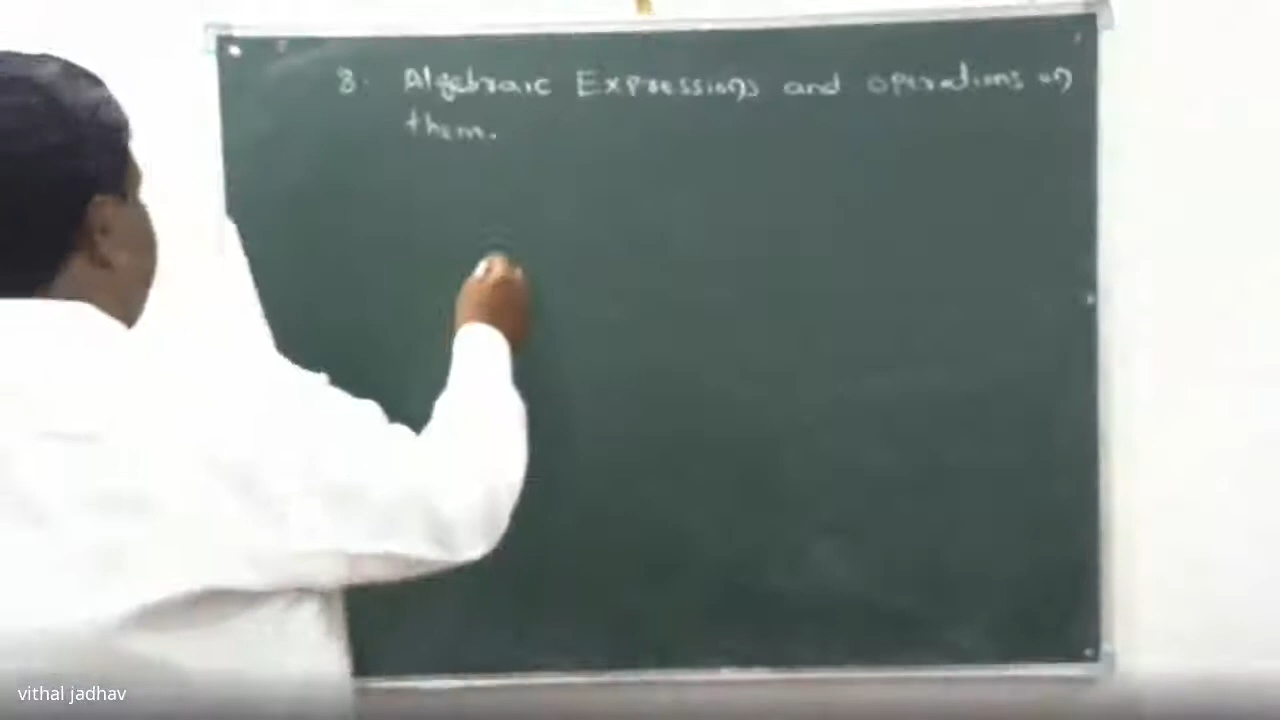 8. Algebraic Expressions and operations on
them.
vithal jadhav